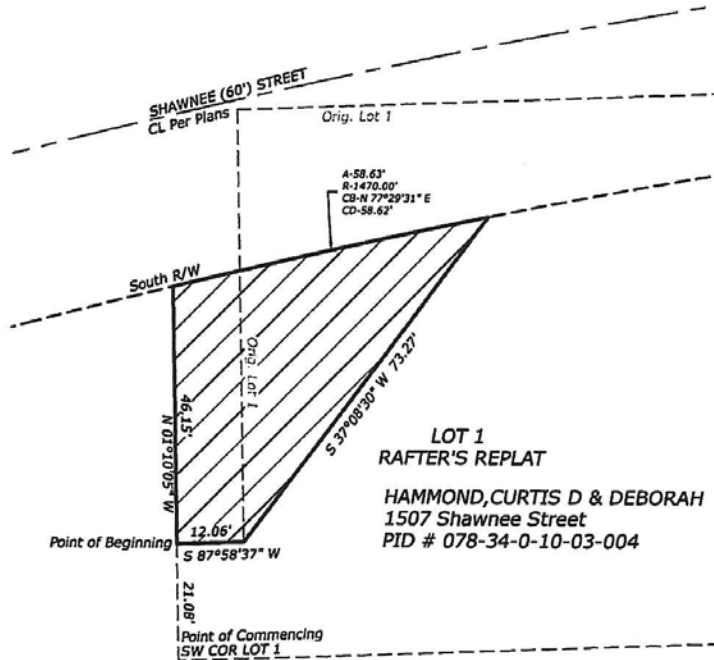 SHAWNEE (60') STREET
CL Per Plans
Orig. Lot 1
A-58.63'
R-1470.00'
CB-N 77°29'31" E
CD-58.62'
South R/W
Orig. Lot 1
46.15'
N 01°10'05" W
S 37°08'30" W 73.27'
LOT 1
RAFTER'S REPLAT
HAMMOND,CURTIS D & DEBORAH
1507 Shawnee Street
PID # 078-34-0-10-03-004
12.06'
Point of Beginning
S 87°58'37" W
21.08'
Point of Commencing
SW COR LOT 1